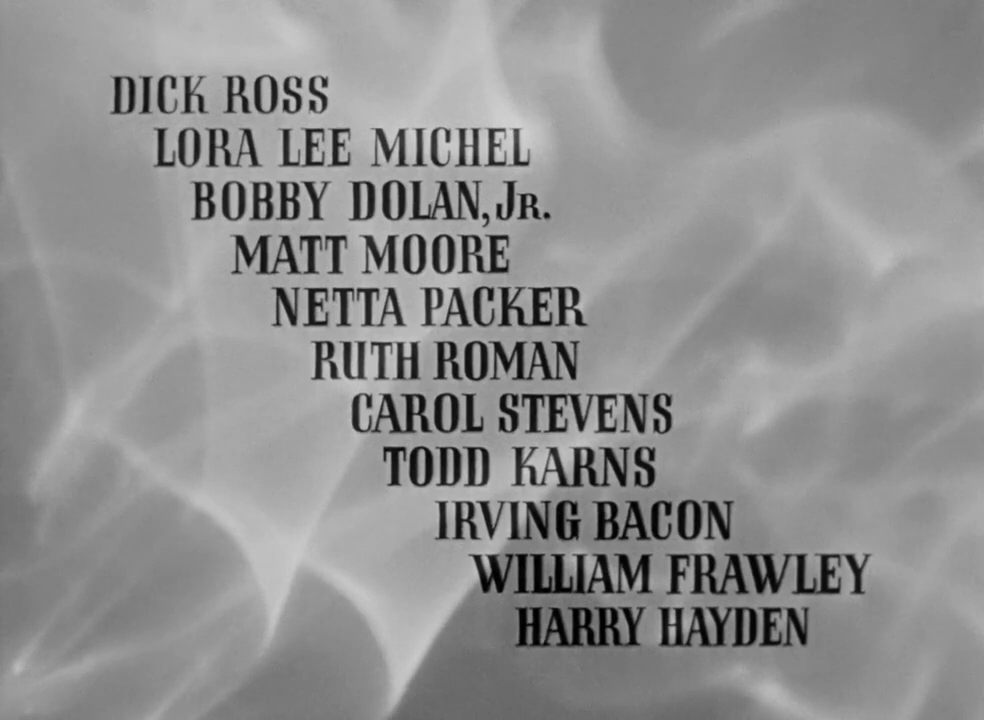 DICK ROSS
LORA LEE MICHEL
BOBBY DOLAN, JR.
MATT MOORE
NETTA PACKER
RUTH ROMAN
CAROL STEVENS
TODD KARNS
IRVING BACON
WILLIAM FRAWLEY
HARRY HAYDEN